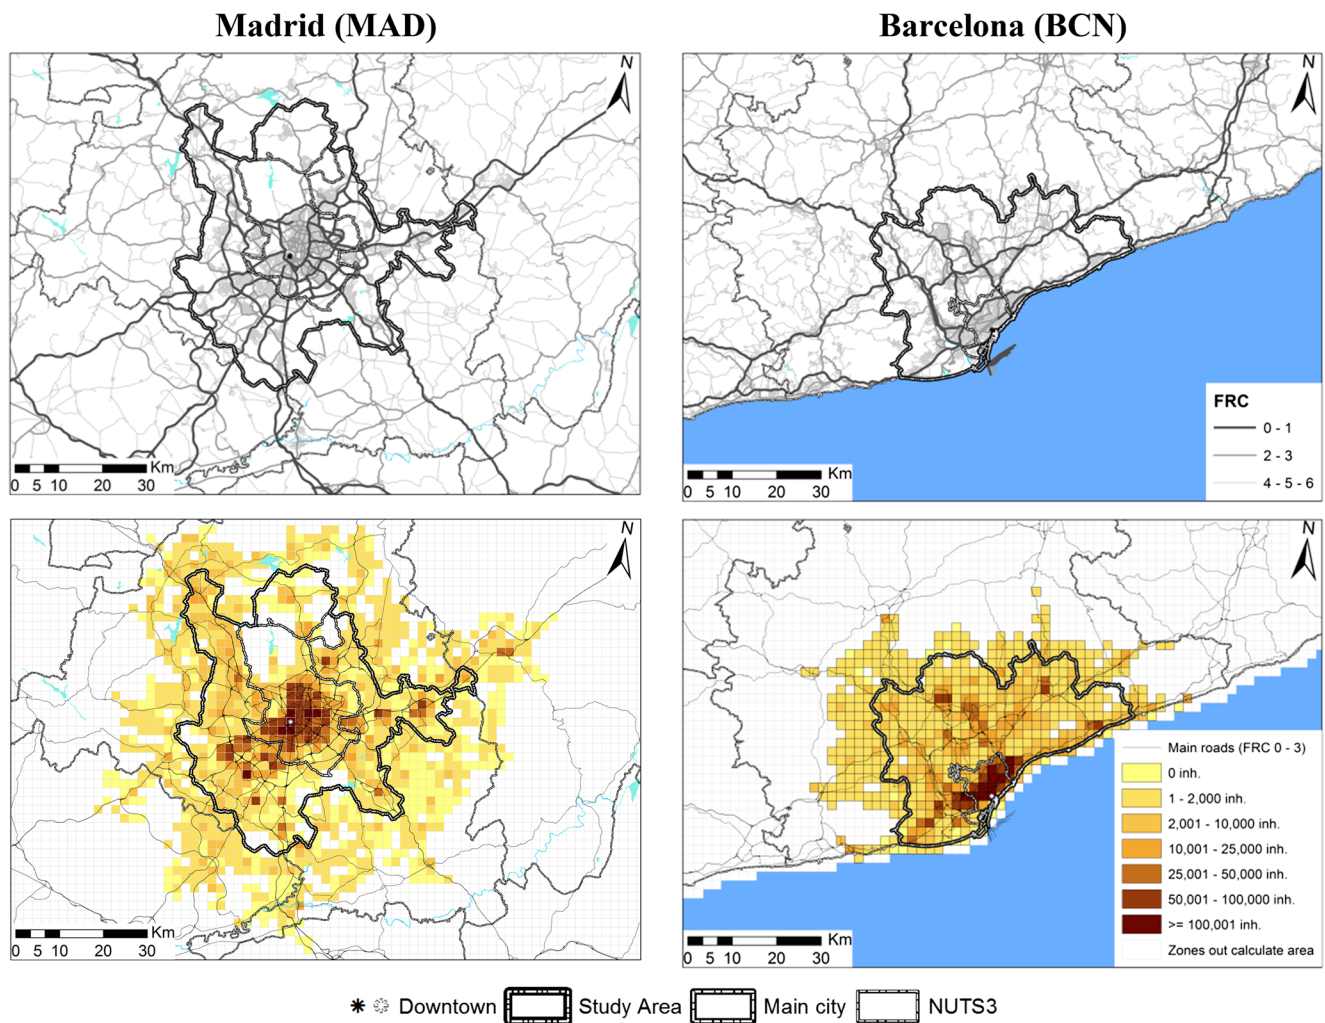 Madrid (MAD)
Barcelona (BCN)
N
Km
0 5 10 20 30
N
FRC
0 - 1
2 - 3
4 - 5 - 6
Km
0 5 10 20 30
N
Km
0 5 10 20 30
N
Main roads (FRC 0 - 3)
0 inh.
1 - 2,000 inh.
2,001 - 10,000 inh.
10,001 - 25,000 inh.
25,001 - 50,000 inh.
50,001 - 100,000 inh.
>= 100,001 inh.
Zones out calculate area
Km
0 5 10 20 30
Downtown Study Area Main city NUTS3